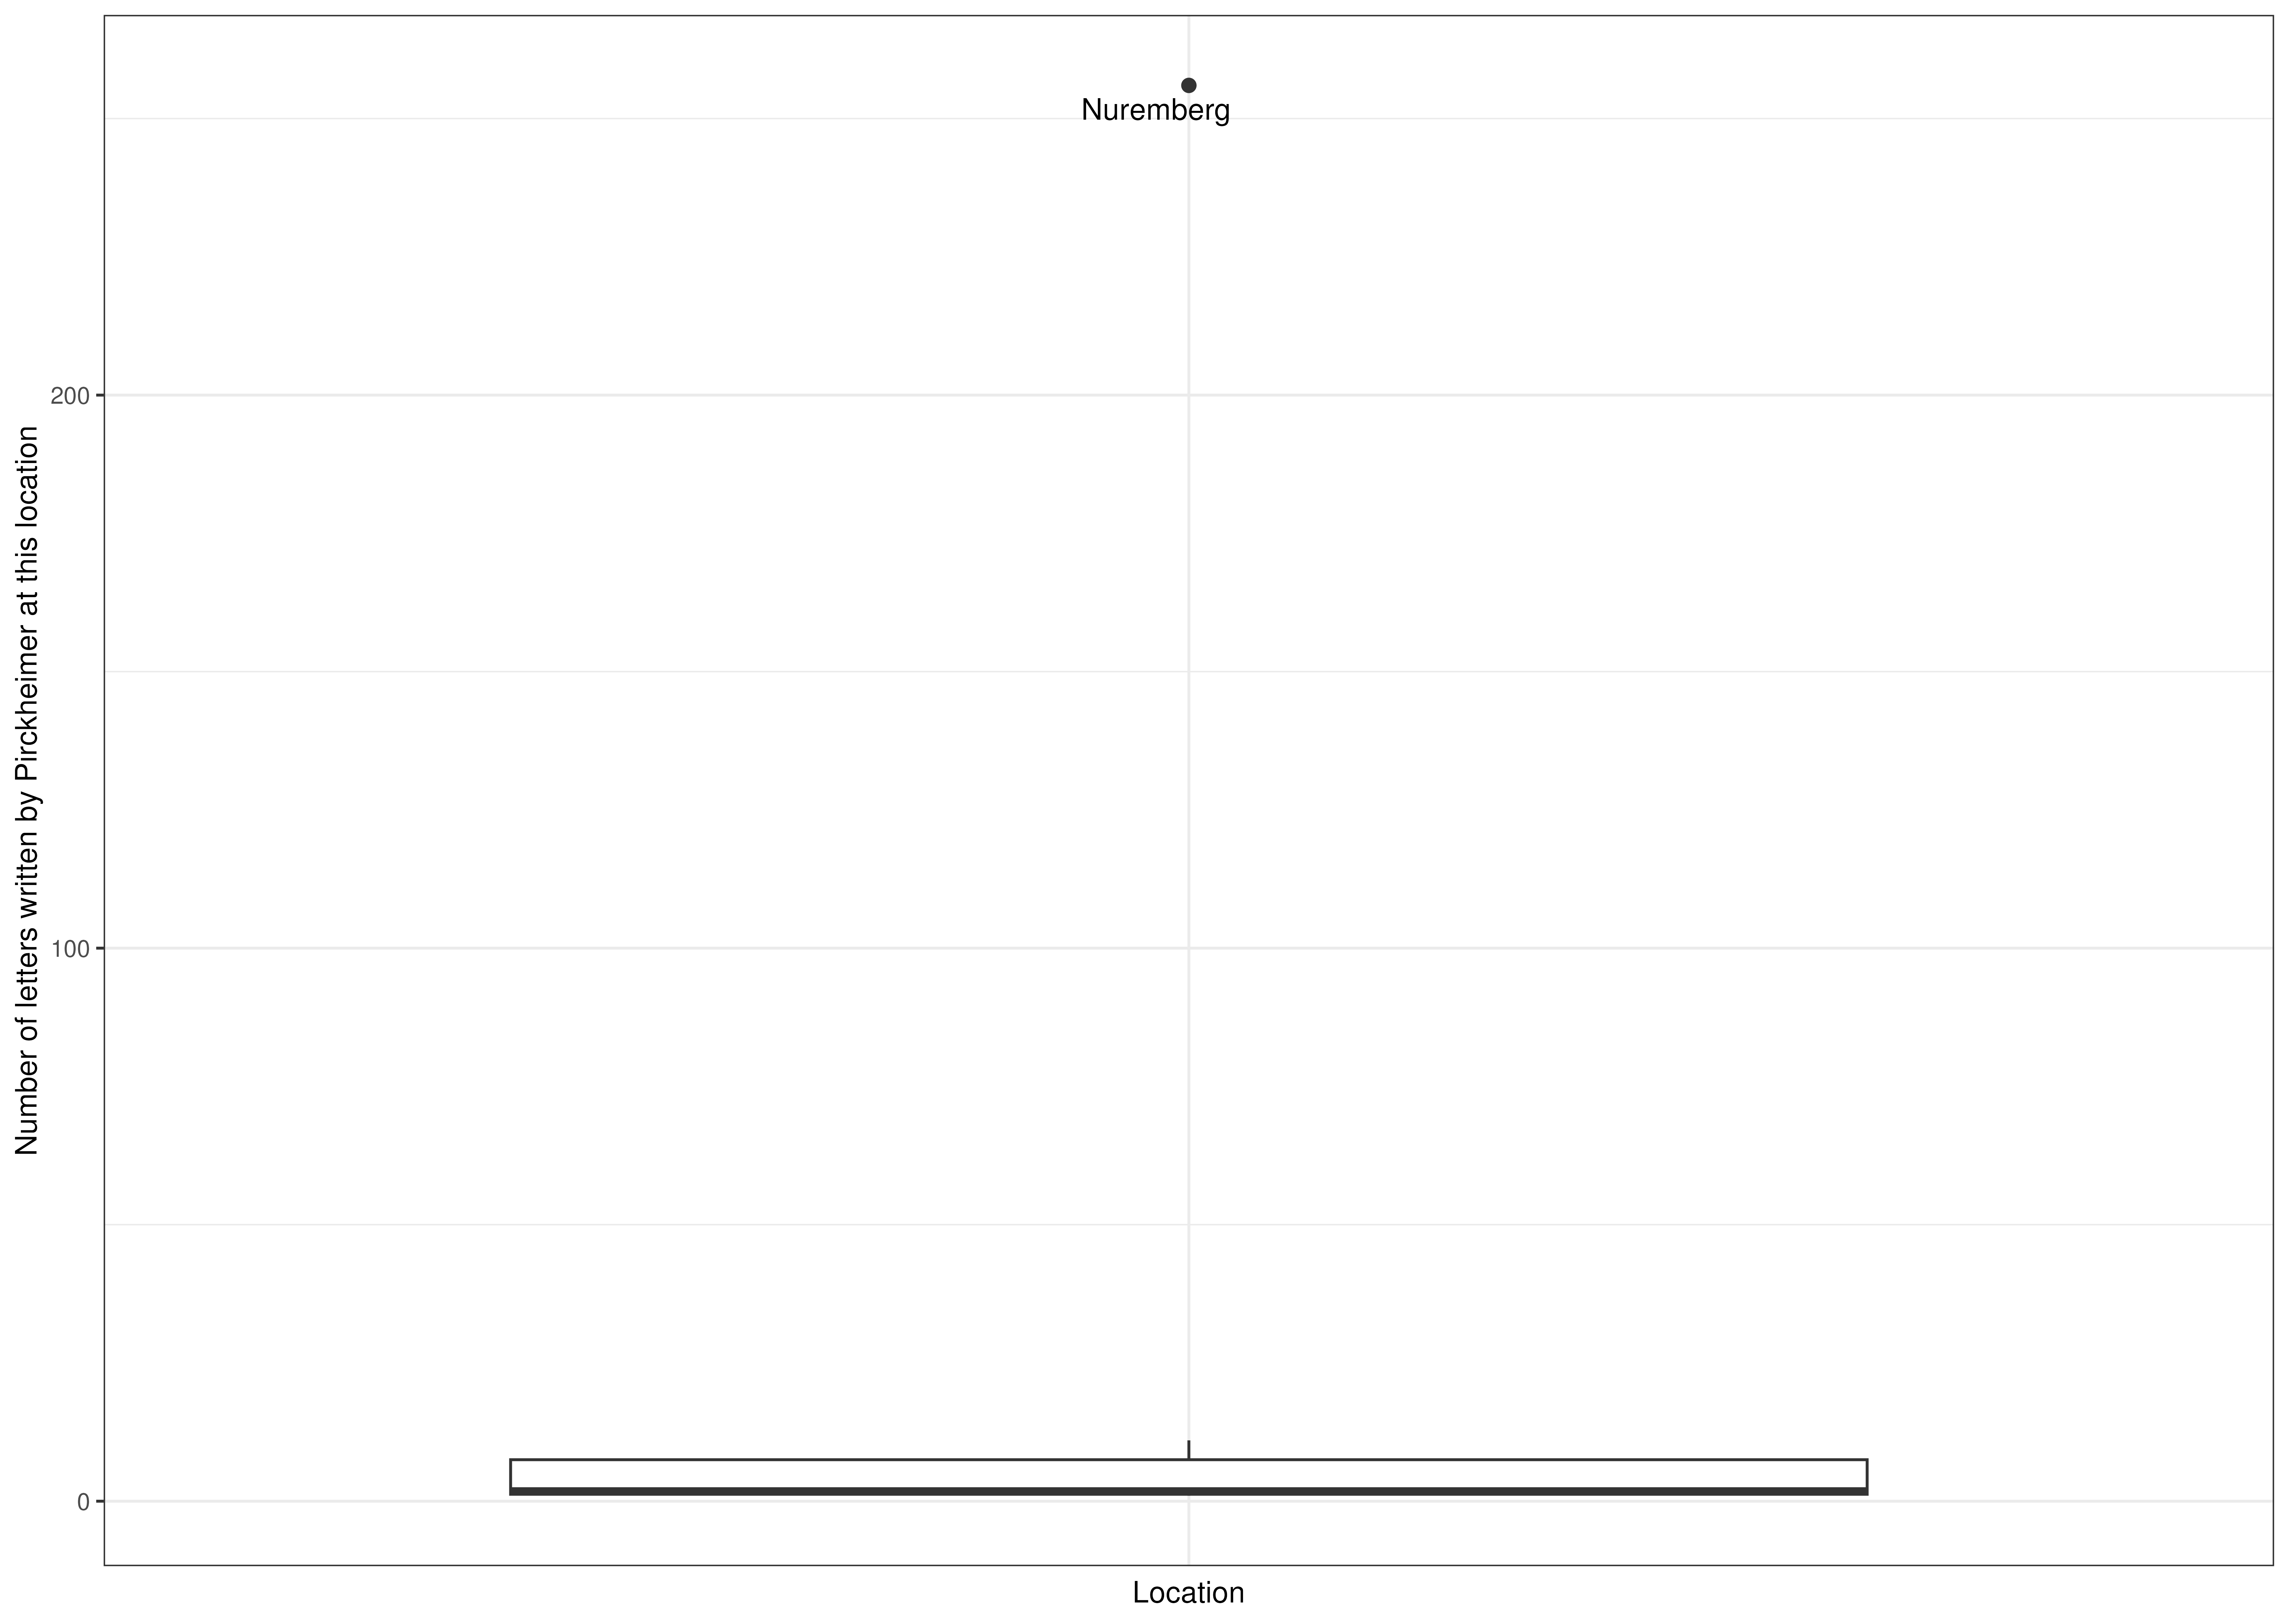 Number of letters written by Pirckheimer at this location
Nuremberg
200
100
0
Location